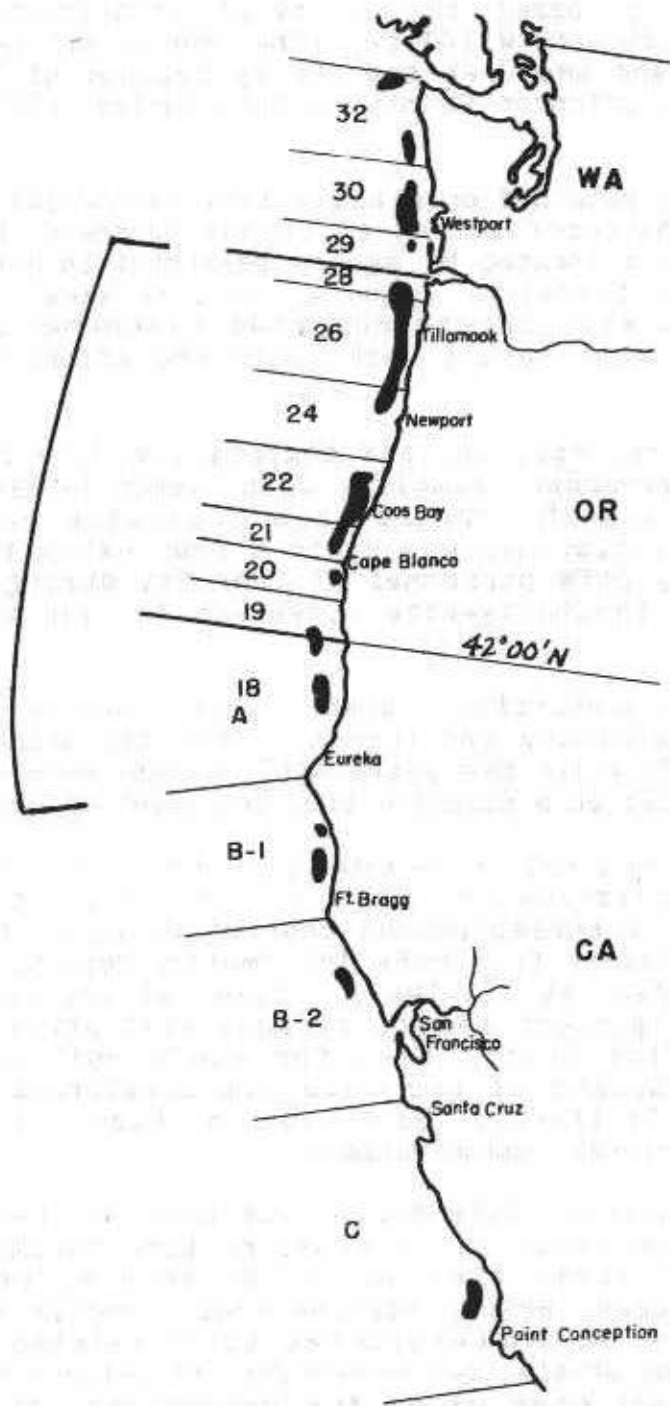 32
WA
30
Westport
29
28
26
Tillamook
24
Newport
22
Coos Bay
OR
21
Cape Blanco
20
19
42°00'N
18
A
Eureka
B-1
Ft. Bragg
CA
B-2
San
Francisco
Santa Cruz
C
Point Conception